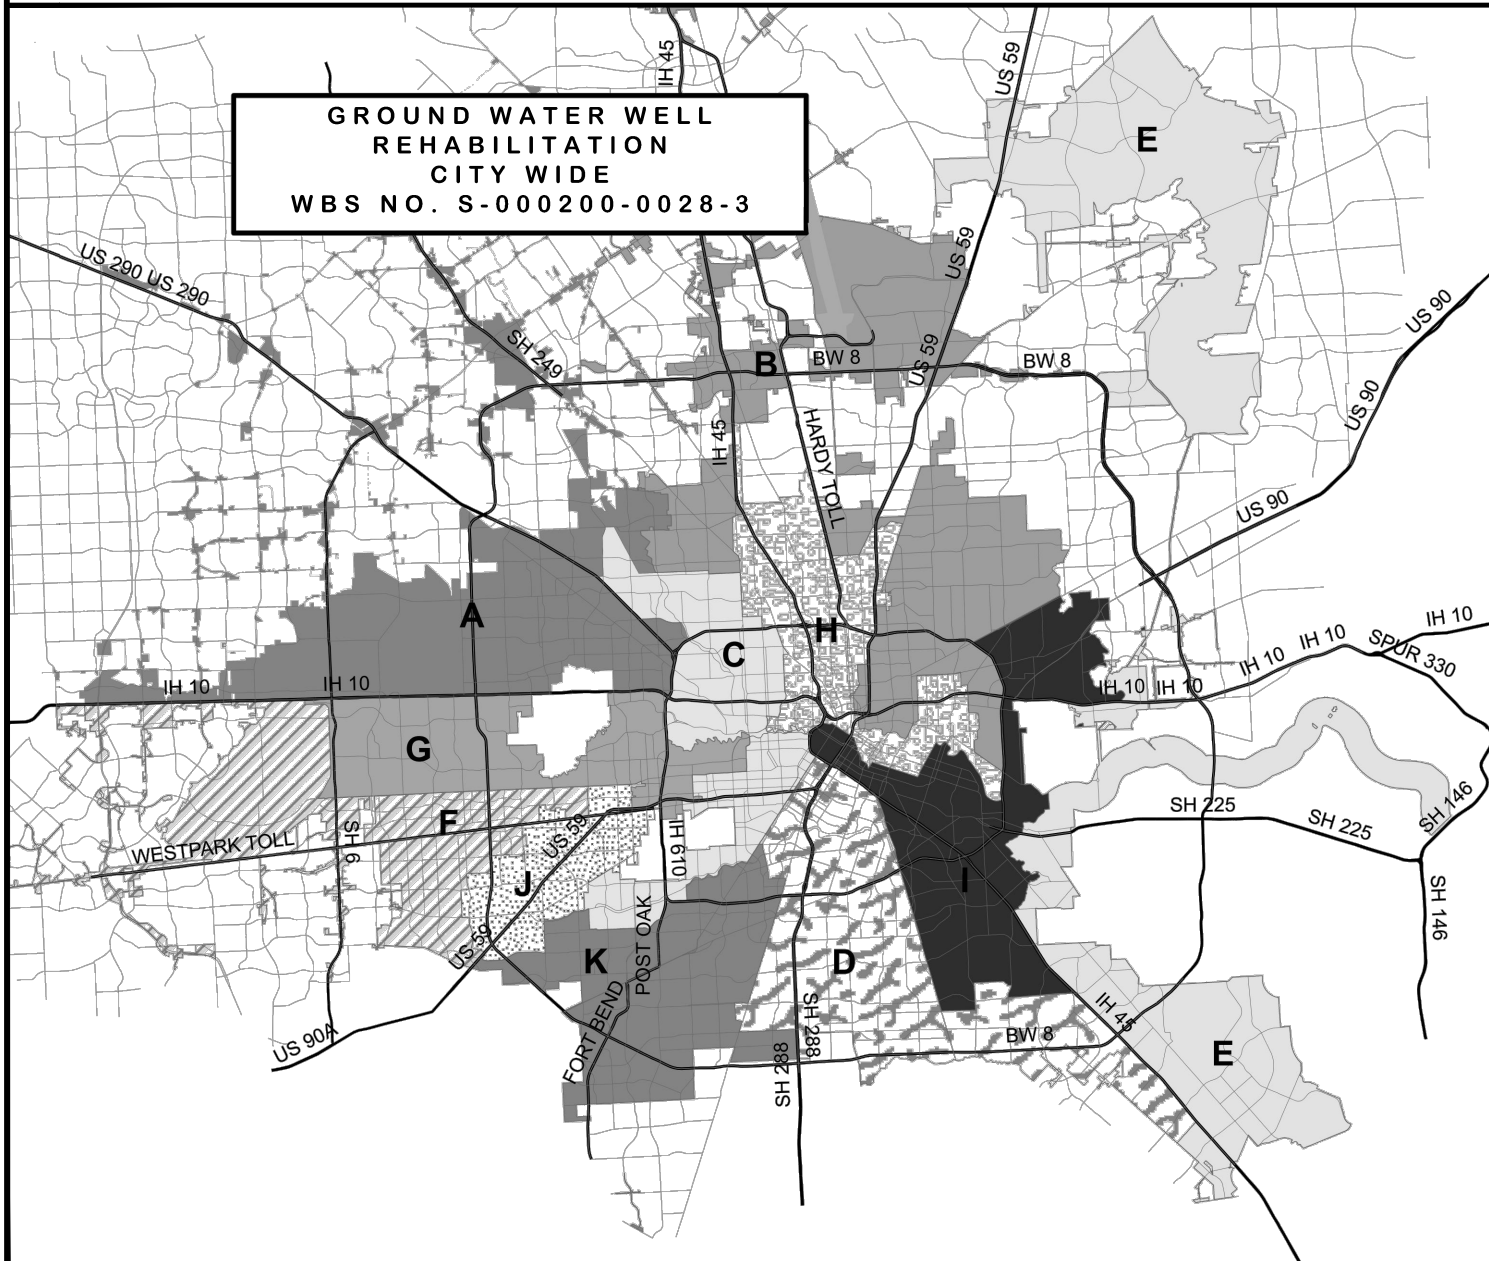 IH 45
US 59
GROUND WATER WELL
REHABILITATION
CITY WIDE
WBS NO. S-000200-0028-3
E
US 290 US 290
US 59
US 90
SH 249
B
BW 8
US 59
BW 8
US 90
IH 45
HARDY TOLL
US 90
A
H
C
IH 10
IH 10
IH 10
SPUR 330
IH 10
IH 10
IH 10
IH 10
G
SH 225
SH 146
SH 225
F
US 59
WESTPARK TOLL
SH 6
IH 610
J
I
SH 146
US 59
K
POST OAK
D
FORT BEND
SH 288
IH 45
BW 8
US 90A
E
SH 288